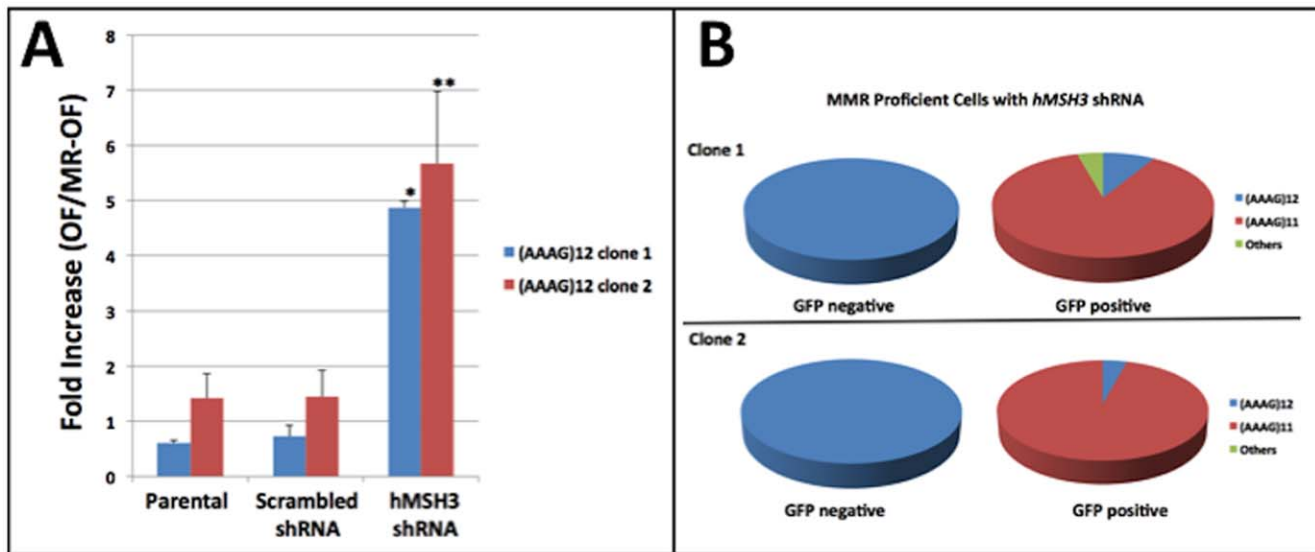 A
8
7
6
5
4
3
2
1
0
Fold Increase (OF/MR-OF)
*
**
Parental
Scrambled
shRNA
hMSH3
shRNA
(AAAG)12 clone 1
(AAAG)12 clone 2
B
MMR Proficient Cells with hMSH3 shRNA
Clone 1
GFP negative
GFP positive
(AAAG)12
(AAAG)11
Others
Clone 2
GFP negative
GFP positive
(AAAG)12
(AAAG)11
Others